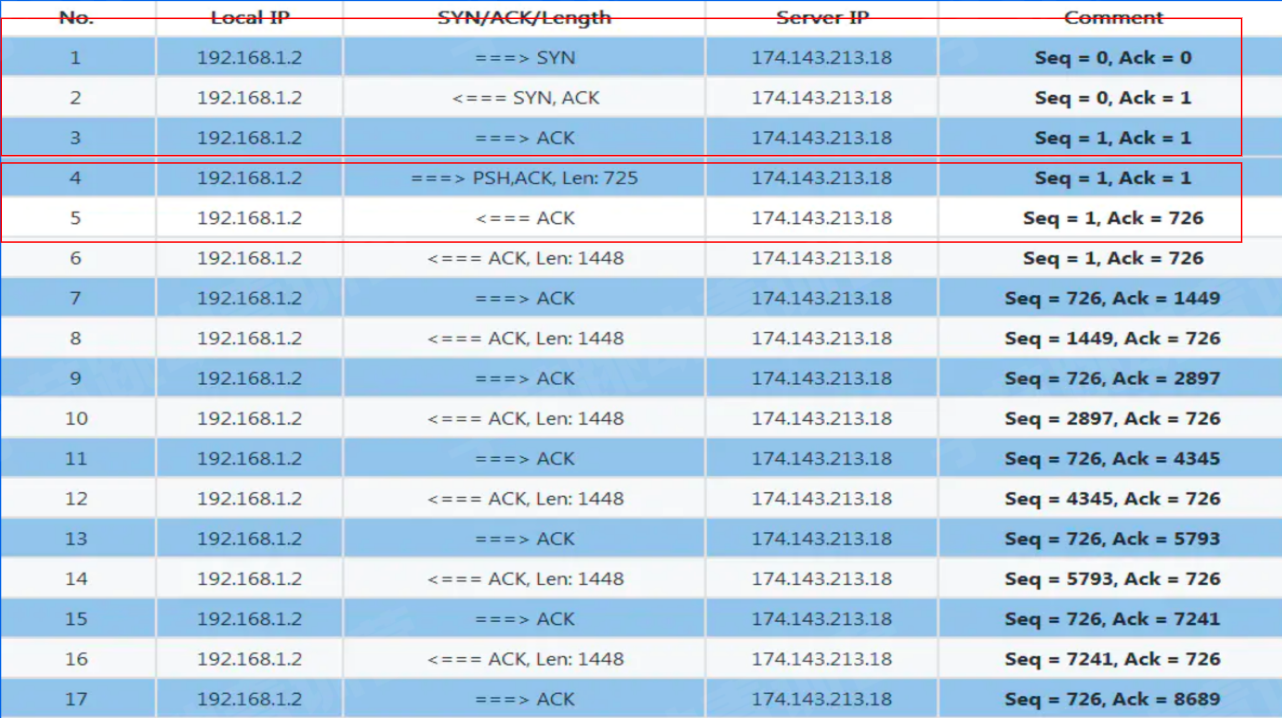 No. Local IP SYN/ACK/Length Server IP Comment
1 192.168.1.2 ===> SYN 174.143.213.18 Seq = 0, Ack = 0
2 192.168.1.2 <=== SYN, ACK 174.143.213.18 Seq = 0, Ack = 1
3 192.168.1.2 ===> ACK 174.143.213.18 Seq = 1, Ack = 1
4 192.168.1.2 ===> PSH,ACK, Len: 725 174.143.213.18 Seq = 1, Ack = 1
5 192.168.1.2 <=== ACK 174.143.213.18 Seq = 1, Ack = 726
6 192.168.1.2 <=== ACK, Len: 1448 174.143.213.18 Seq = 1, Ack = 726
7 192.168.1.2 ===> ACK 174.143.213.18 Seq = 726, Ack = 1449
8 192.168.1.2 <=== ACK, Len: 1448 174.143.213.18 Seq = 1449, Ack = 726
9 192.168.1.2 ===> ACK 174.143.213.18 Seq = 726, Ack = 2897
10 192.168.1.2 <=== ACK, Len: 1448 174.143.213.18 Seq = 2897, Ack = 726
11 192.168.1.2 ===> ACK 174.143.213.18 Seq = 726, Ack = 4345
12 192.168.1.2 <=== ACK, Len: 1448 174.143.213.18 Seq = 4345, Ack = 726
13 192.168.1.2 ===> ACK 174.143.213.18 Seq = 726, Ack = 5793
14 192.168.1.2 <=== ACK, Len: 1448 174.143.213.18 Seq = 5793, Ack = 726
15 192.168.1.2 ===> ACK 174.143.213.18 Seq = 726, Ack = 7241
16 192.168.1.2 <=== ACK, Len: 1448 174.143.213.18 Seq = 7241, Ack = 726
17 192.168.1.2 ===> ACK 174.143.213.18 Seq = 726, Ack = 8689